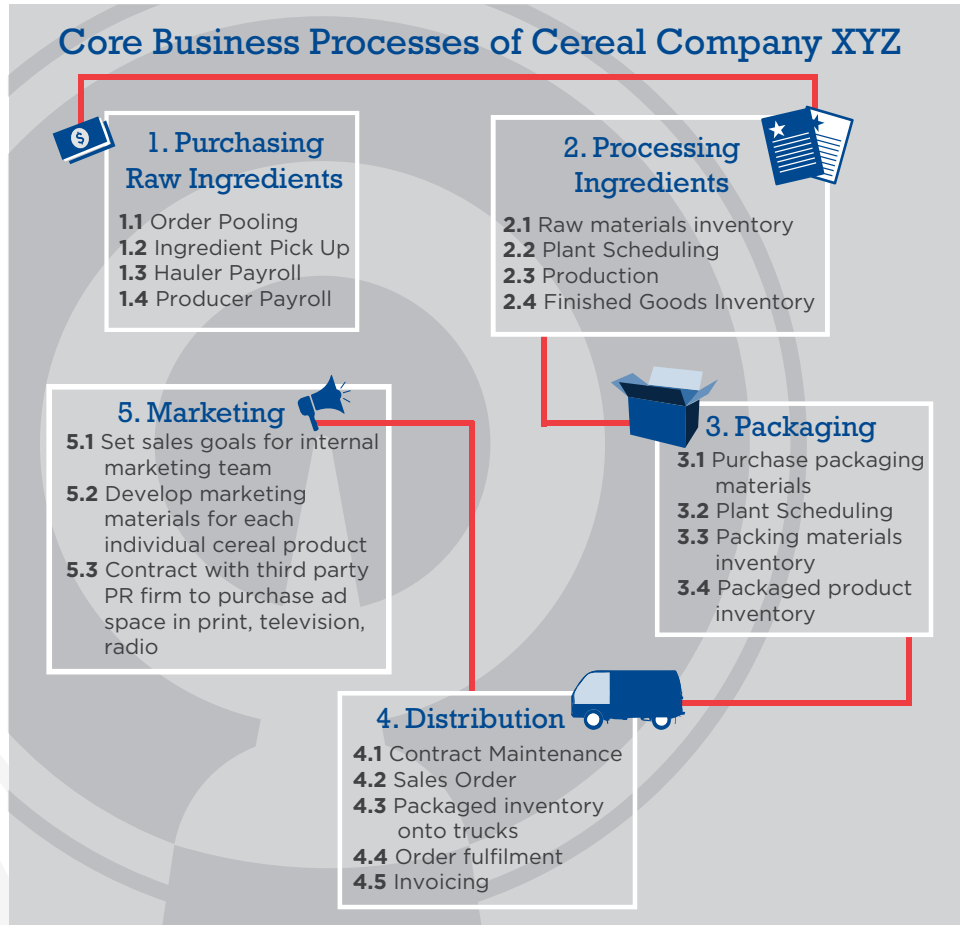 Core Business Processes of Cereal Company XYZ
$
1. Purchasing
Raw Ingredients
1.1 Order Pooling
1.2 Ingredient Pick Up
1.3 Hauler Payroll
1.4 Producer Payroll
2. Processing
Ingredients
2.1 Raw materials inventory
2.2 Plant Scheduling
2.3 Production
2.4 Finished Goods Inventory
3. Packaging
3.1 Purchase packaging
materials
3.2 Plant Scheduling
3.3 Packing materials
inventory
3.4 Packaged product
inventory
4. Distribution
4.1 Contract Maintenance
4.2 Sales Order
4.3 Packaged inventory
onto trucks
4.4 Order fulfilment
4.5 Invoicing
5. Marketing
5.1 Set sales goals for internal
marketing team
5.2 Develop marketing
materials for each
individual cereal product
5.3 Contract with third party
PR firm to purchase ad
space in print, television,
radio